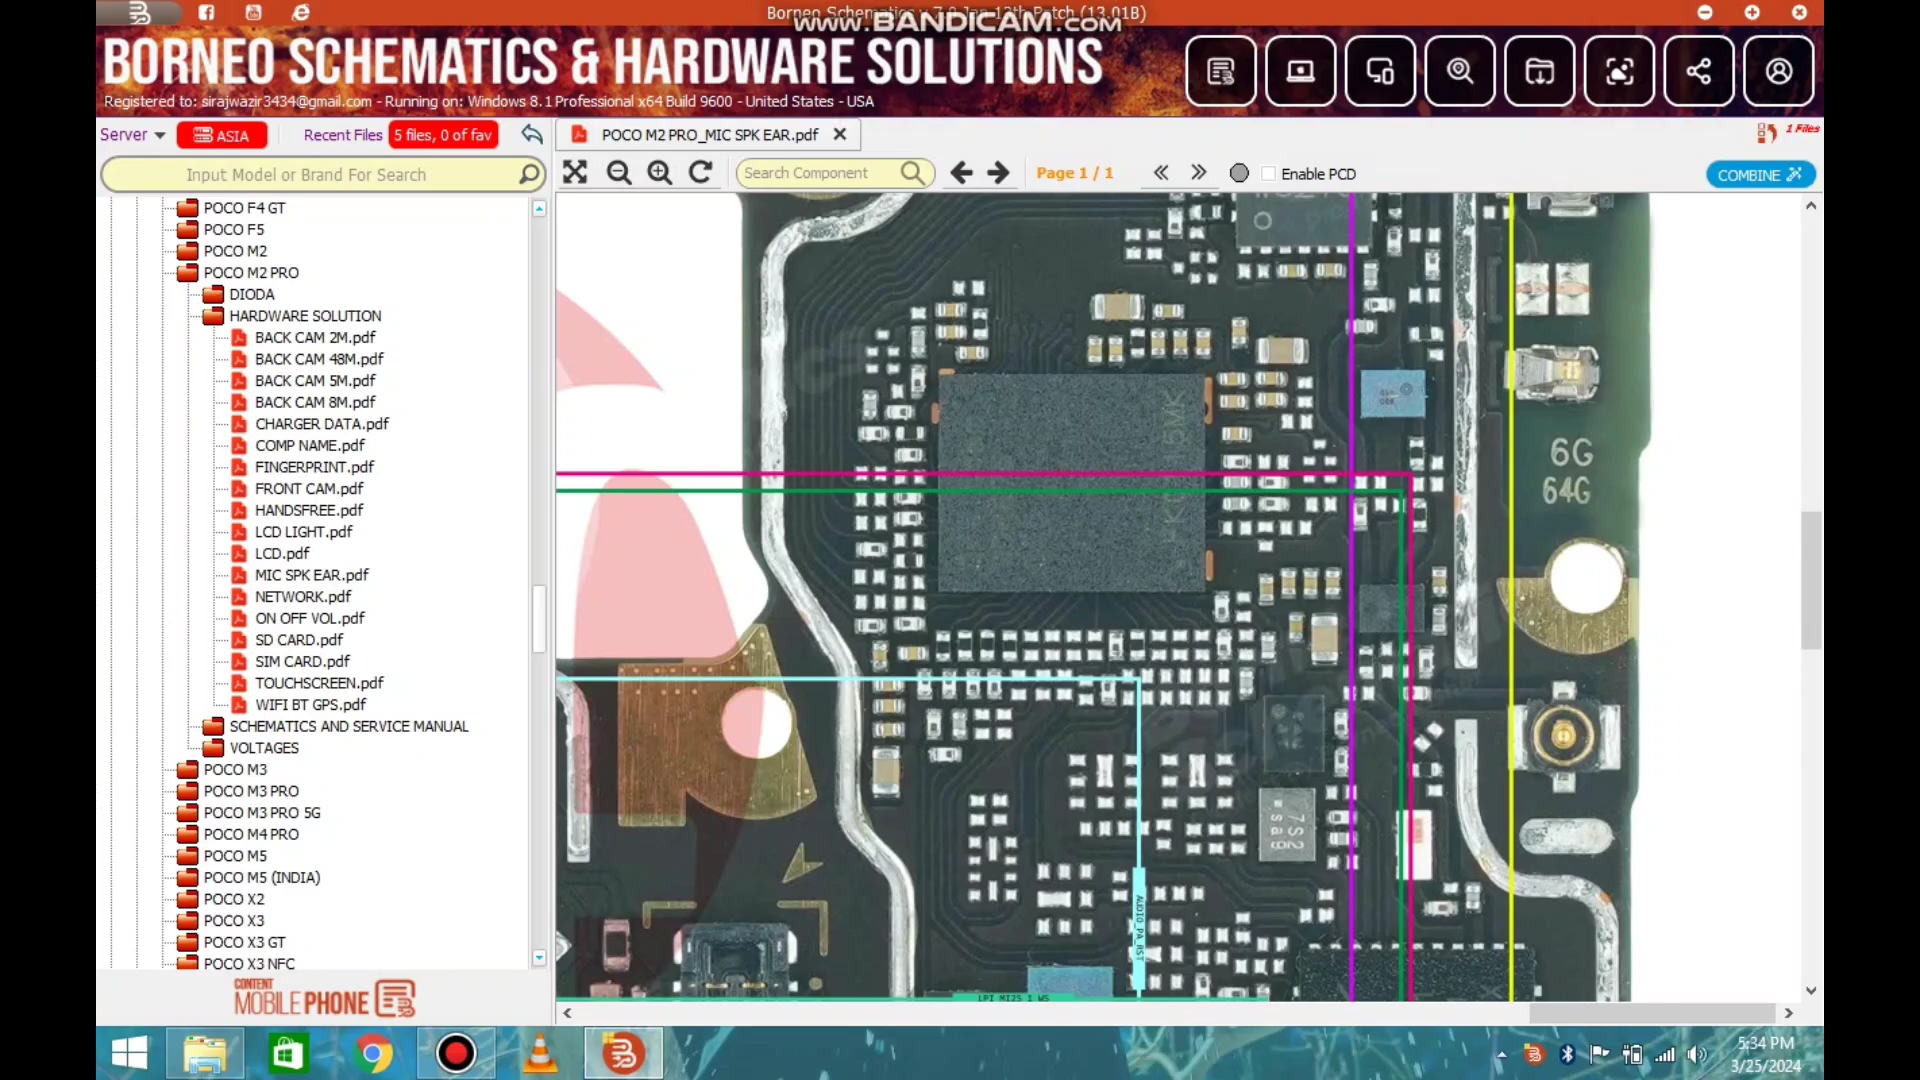 www.BANDICAM.com
BORNEO SCHEMATICS & HARDWARE SOLUTIONS
Registered to: sirajwazir3434@gmail.com - Running on: Windows 8.1 Professional x64 Build 9600 - United States - USA
Server ASIA Recent Files 5 files, 0 of fav
POCO M2 PRO_MIC SPK EAR.pdf
1 Files
Input Model or Brand For Search
Search Component
Page 1 / 1
Enable PCD
COMBINE
POCO F4 GT
POCO F5
POCO M2
POCO M2 PRO
DIODA
HARDWARE SOLUTION
BACK CAM 2M.pdf
BACK CAM 48M.pdf
BACK CAM 5M.pdf
BACK CAM 8M.pdf
CHARGER DATA.pdf
COMP NAME.pdf
FINGERPRINT.pdf
FRONT CAM.pdf
HANDSFREE.pdf
LCD LIGHT.pdf
LCD.pdf
MIC SPK EAR.pdf
NETWORK.pdf
ON OFF VOL.pdf
SD CARD.pdf
SIM CARD.pdf
TOUCHSCREEN.pdf
WIFI BT GPS.pdf
SCHEMATICS AND SERVICE MANUAL
VOLTAGES
POCO M3
POCO M3 PRO
POCO M3 PRO 5G
POCO M4 PRO
POCO M5
POCO M5 (INDIA)
POCO X2
POCO X3
POCO X3 GT
POCO X3 NFC
6G
64G
7S2
sag
AUDIO_PA_RST
LPI_MI2S_1_WS
CONTENT
MOBILE PHONE
5:34 PM
3/25/2024